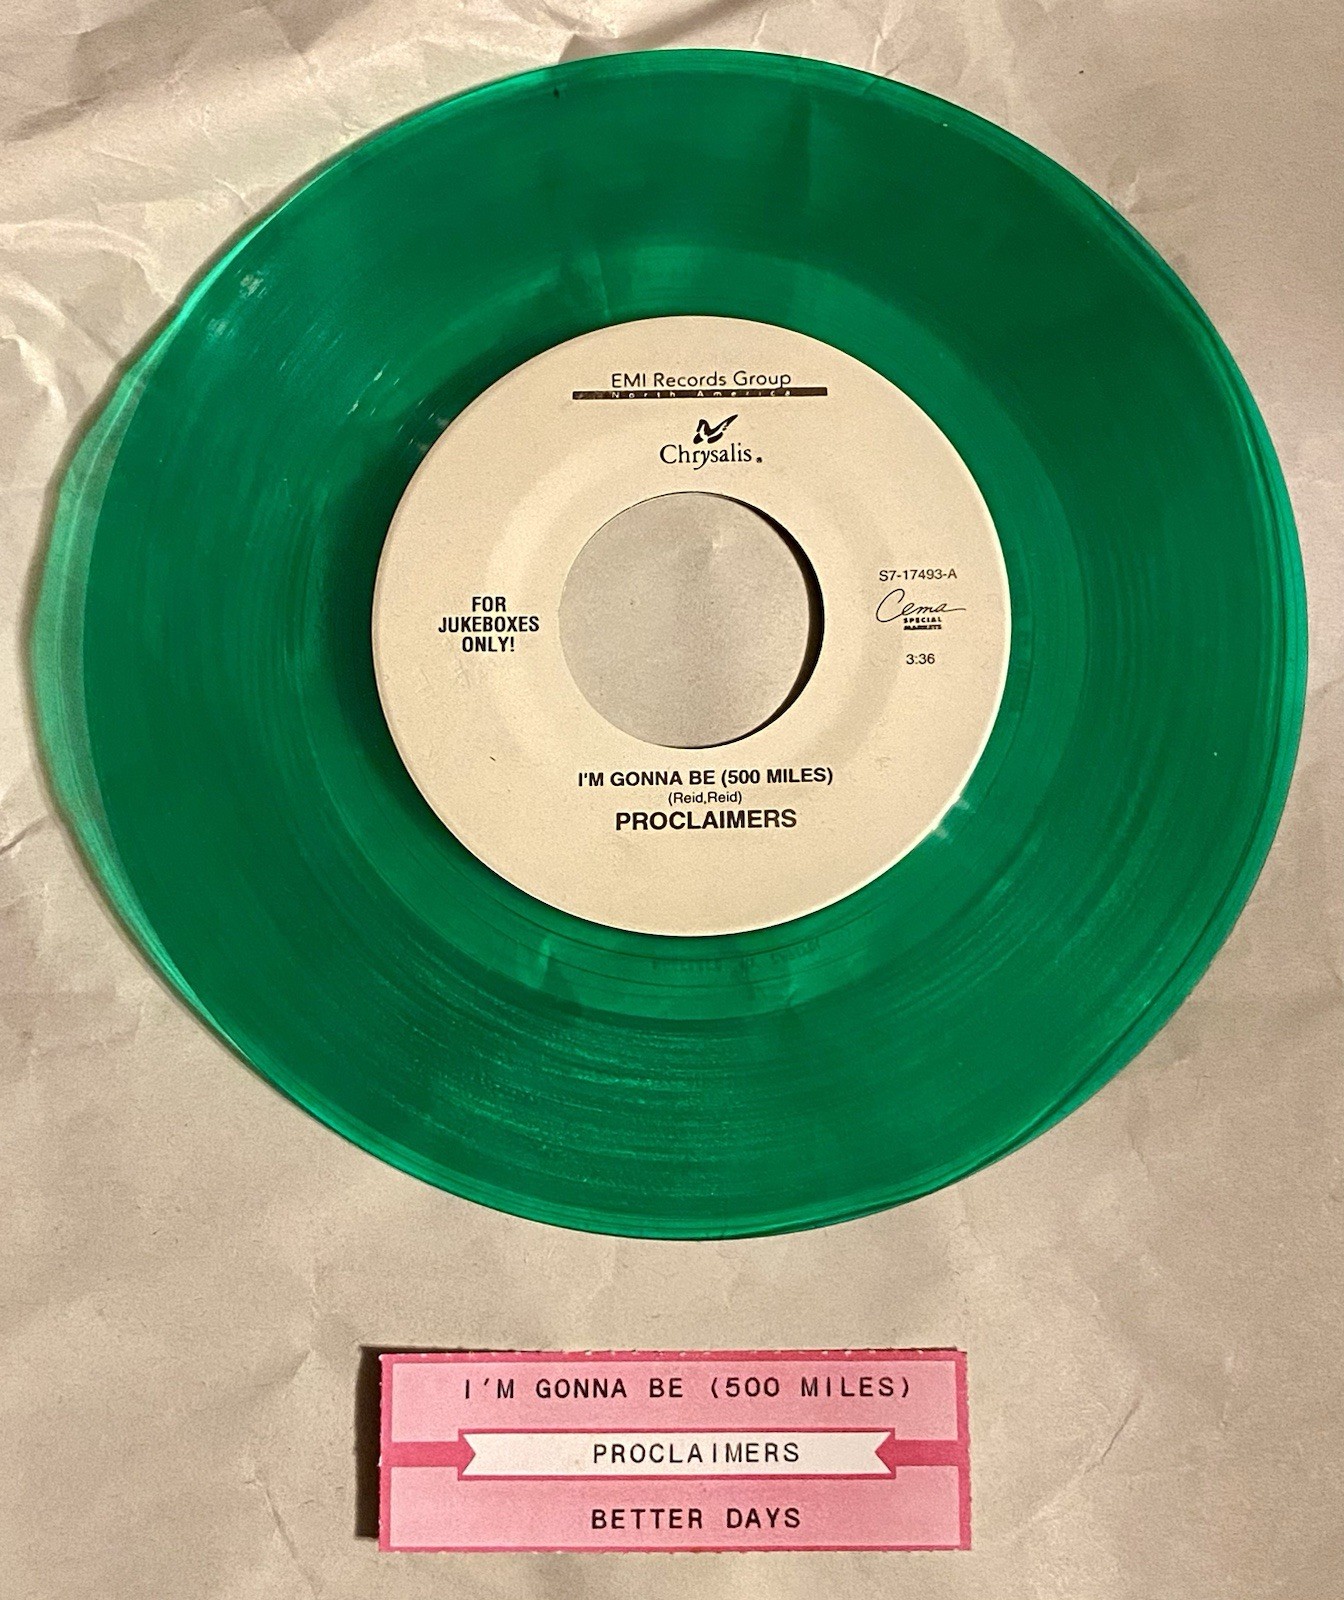 EMI Records Group
North America
Chrysalis.
FOR
JUKEBOXES
ONLY!
S7-17493-A
Cema
SPECIAL
MARKETS
3:36
I'M GONNA BE (500 MILES)
(Reid,Reid)
PROCLAIMERS
I'M GONNA BE (500 MILES)
PROCLAIMERS
BETTER DAYS